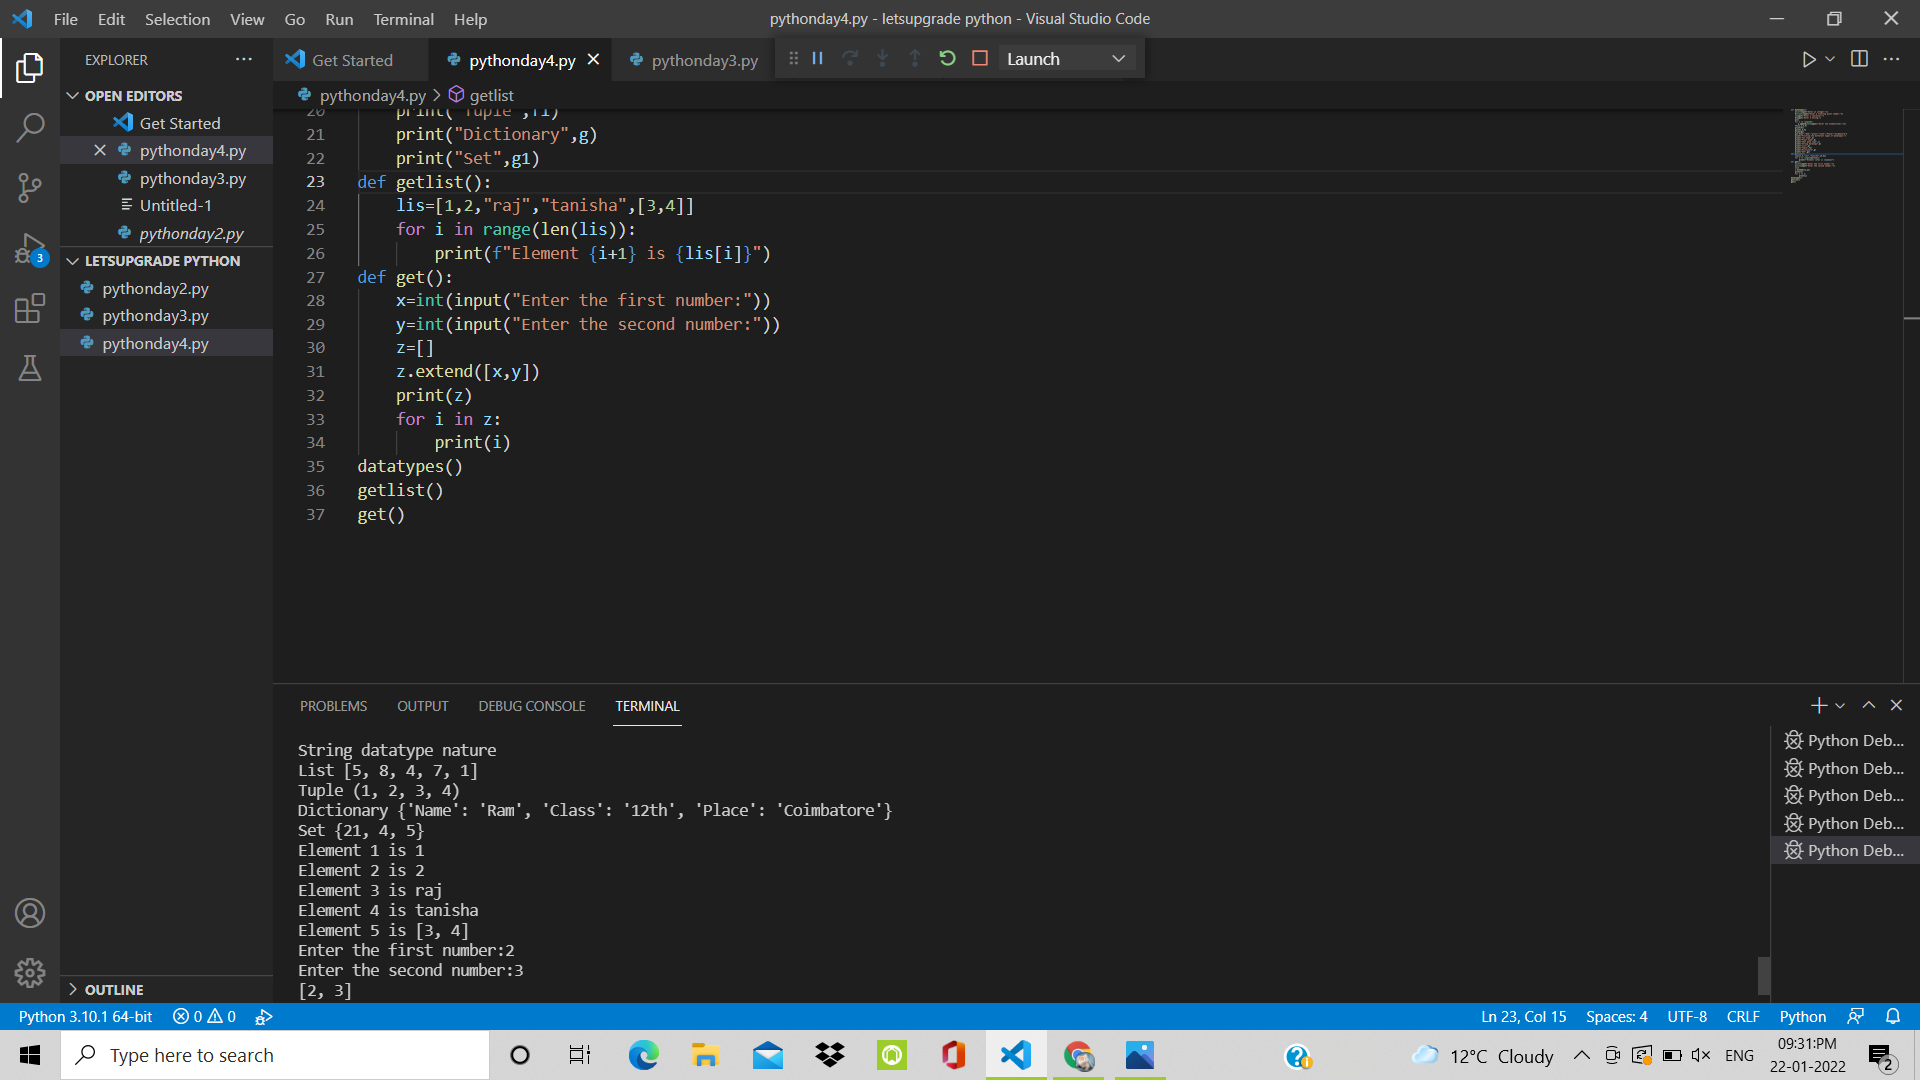 File Edit Selection View Go Run Terminal Help
pythonday4.py - letsupgrade python - Visual Studio Code
EXPLORER
Get Started
pythonday4.py
pythonday3.py
Launch
OPEN EDITORS
Get Started
pythonday4.py
pythonday3.py
Untitled-1
pythonday2.py
3
LETSUPGRADE PYTHON
pythonday2.py
pythonday3.py
pythonday4.py
OUTLINE
pythonday4.py > getlist
20 print("Tuple",f1)
21 print("Dictionary",g)
22 print("Set",g1)
23 def getlist():
24 lis=[1,2,"raj","tanisha",[3,4]]
25 for i in range(len(lis)):
26 print(f"Element {i+1} is {lis[i]}")
27 def get():
28 x=int(input("Enter the first number:"))
29 y=int(input("Enter the second number:"))
30 z=[]
31 z.extend([x,y])
32 print(z)
33 for i in z:
34 print(i)
35 datatypes()
36 getlist()
37 get()
PROBLEMS OUTPUT DEBUG CONSOLE TERMINAL
String datatype nature
List [5, 8, 4, 7, 1]
Tuple (1, 2, 3, 4)
Dictionary {'Name': 'Ram', 'Class': '12th', 'Place': 'Coimbatore'}
Set {21, 4, 5}
Element 1 is 1
Element 2 is 2
Element 3 is raj
Element 4 is tanisha
Element 5 is [3, 4]
Enter the first number:2
Enter the second number:3
[2, 3]
Python Deb...
Python Deb...
Python Deb...
Python Deb...
Python Deb...
Python 3.10.1 64-bit 0 0
Ln 23, Col 15 Spaces: 4 UTF-8 CRLF Python
Type here to search
12°C Cloudy
ENG
09:31:PM
22-01-2022
2